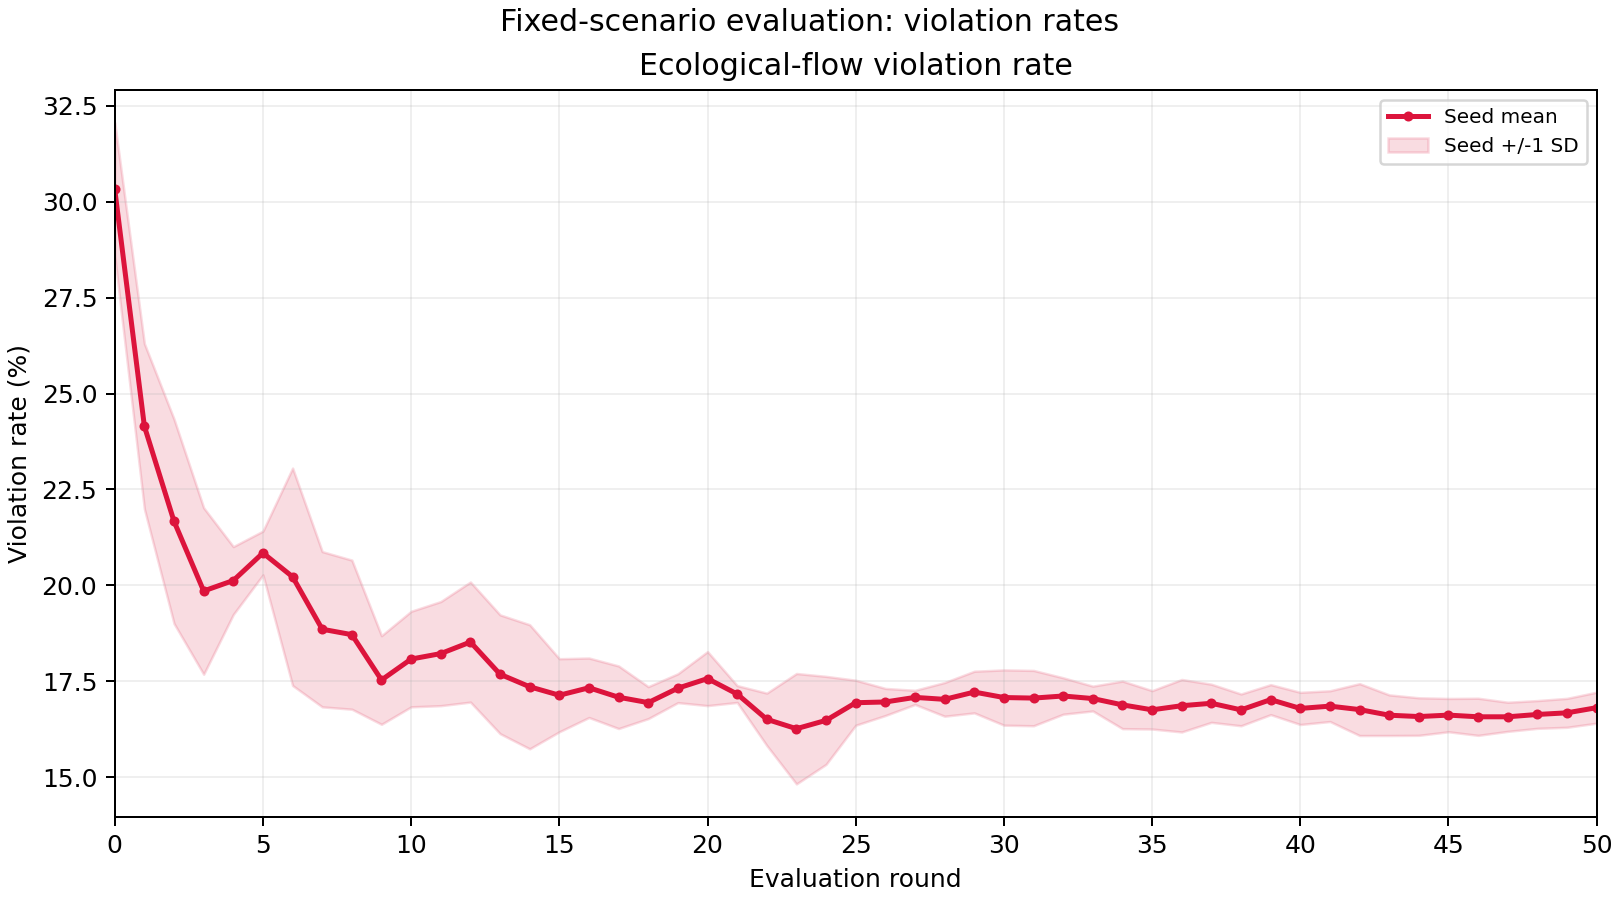 Fixed-scenario evaluation: violation rates
Ecological-flow violation rate
Seed mean
Seed +/-1 SD
Violation rate (%)
32.5
30.0
27.5
25.0
22.5
20.0
17.5
15.0
0 5 10 15 20 25 30 35 40 45 50
Evaluation round